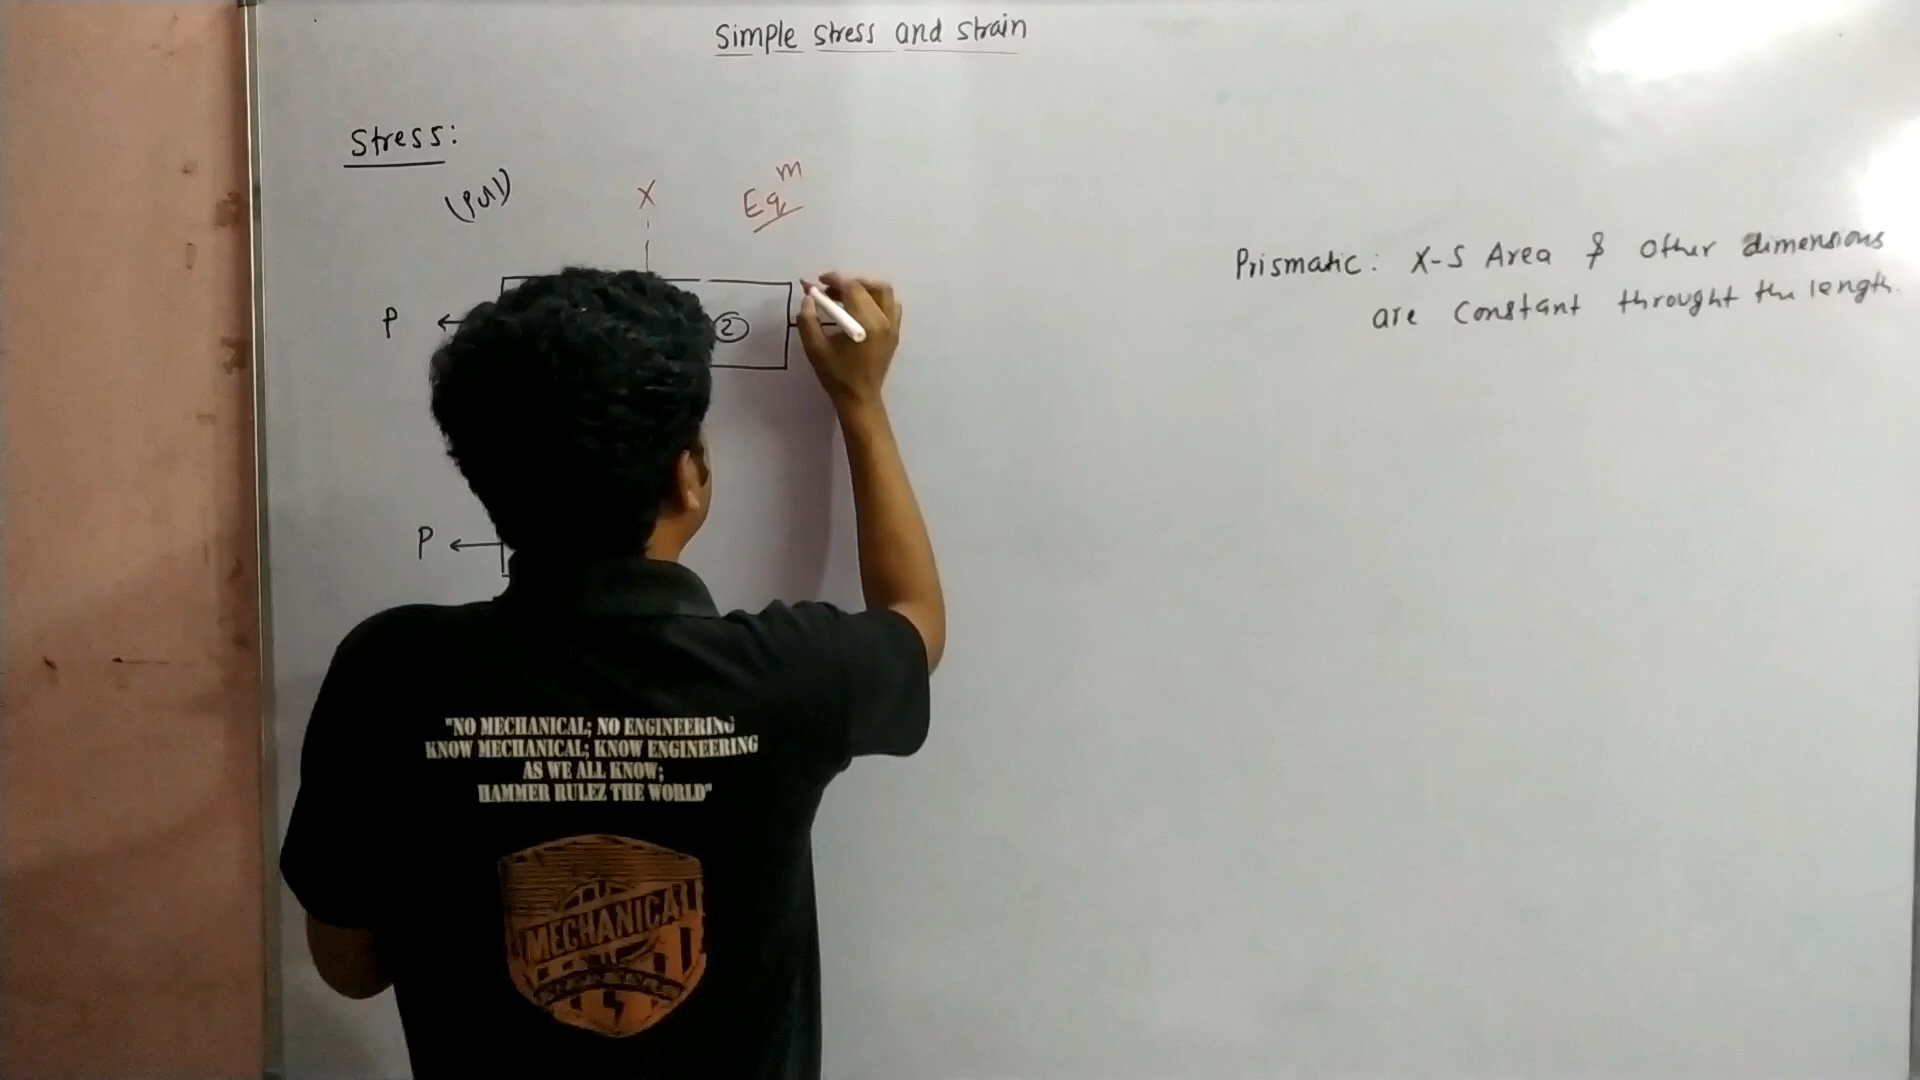 Simple stress and strain
Stress:
(Pull)
X
Eqm
Prismatic: X-S Area & Other dimensions
are Constant throught the length.
P
2
P
"NO MECHANICAL; NO ENGINEERING
KNOW MECHANICAL; KNOW ENGINEERING
AS WE ALL KNOW;
HAMMER RULEZ THE WORLD"
MECHANICAL